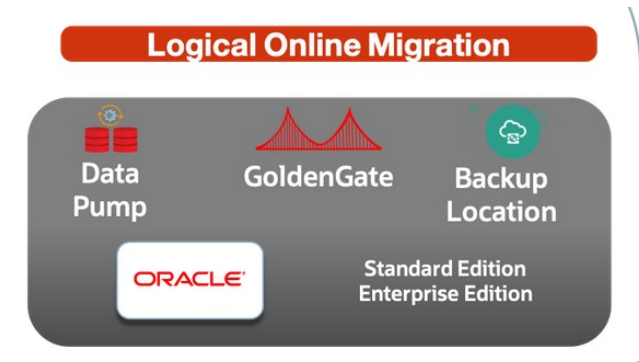 Logical Online Migration
Data
Pump
GoldenGate
Backup
Location
ORACLE
Standard Edition
Enterprise Edition